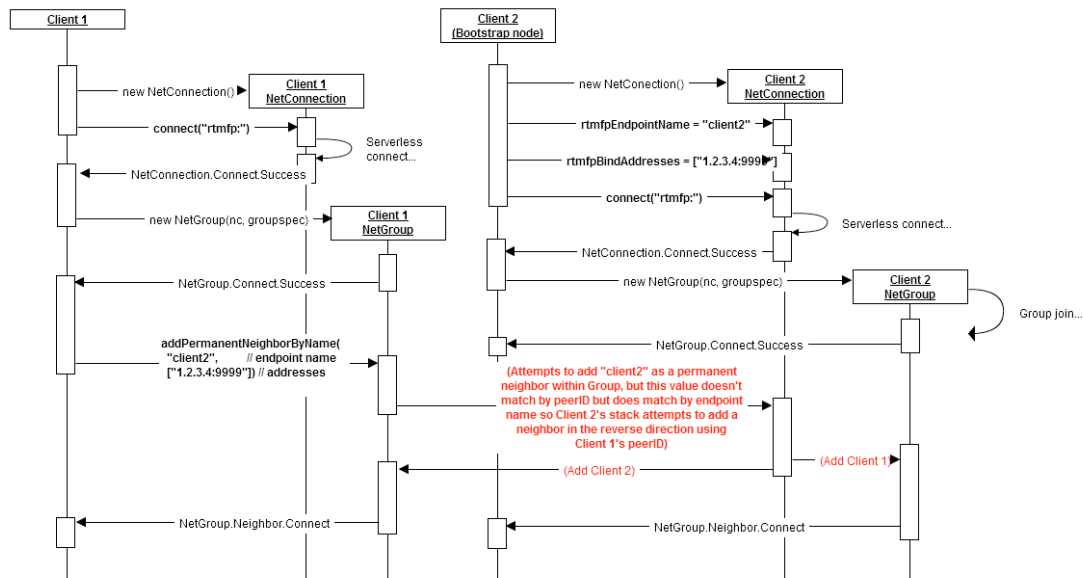 Client 1
Client 2
(Bootstrap node)
new NetConnection()
Client 1
NetConnection
new NetConection()
Client 2
NetConnection
connect("rtmfp:")
Serverless
connect...
rtmfpEndpointName = "client2"
rtmfpBindAddresses = ["1.2.3.4:9999"]
NetConnection.Connect.Success
connect("rtmfp:")
new NetGroup(nc, groupspec)
Client 1
NetGroup
Serverless connect...
NetConnection.Connect.Success
NetGroup.Connect.Success
new NetGroup(nc, groupspec)
Client 2
NetGroup
Group join...
NetGroup.Connect.Success
addPermanentNeighborByName(
"client2", // endpoint name
["1.2.3.4:9999"]) // addresses
(Attempts to add "client2" as a permanent
neighbor within Group, but this value doesn't
match by peerID but does match by endpoint
name so Client 2's stack attempts to add a
neighbor in the reverse direction using
Client 1's peerID)
(Add Client 2)
(Add Client 1)
NetGroup.Neighbor.Connect
NetGroup.Neighbor.Connect